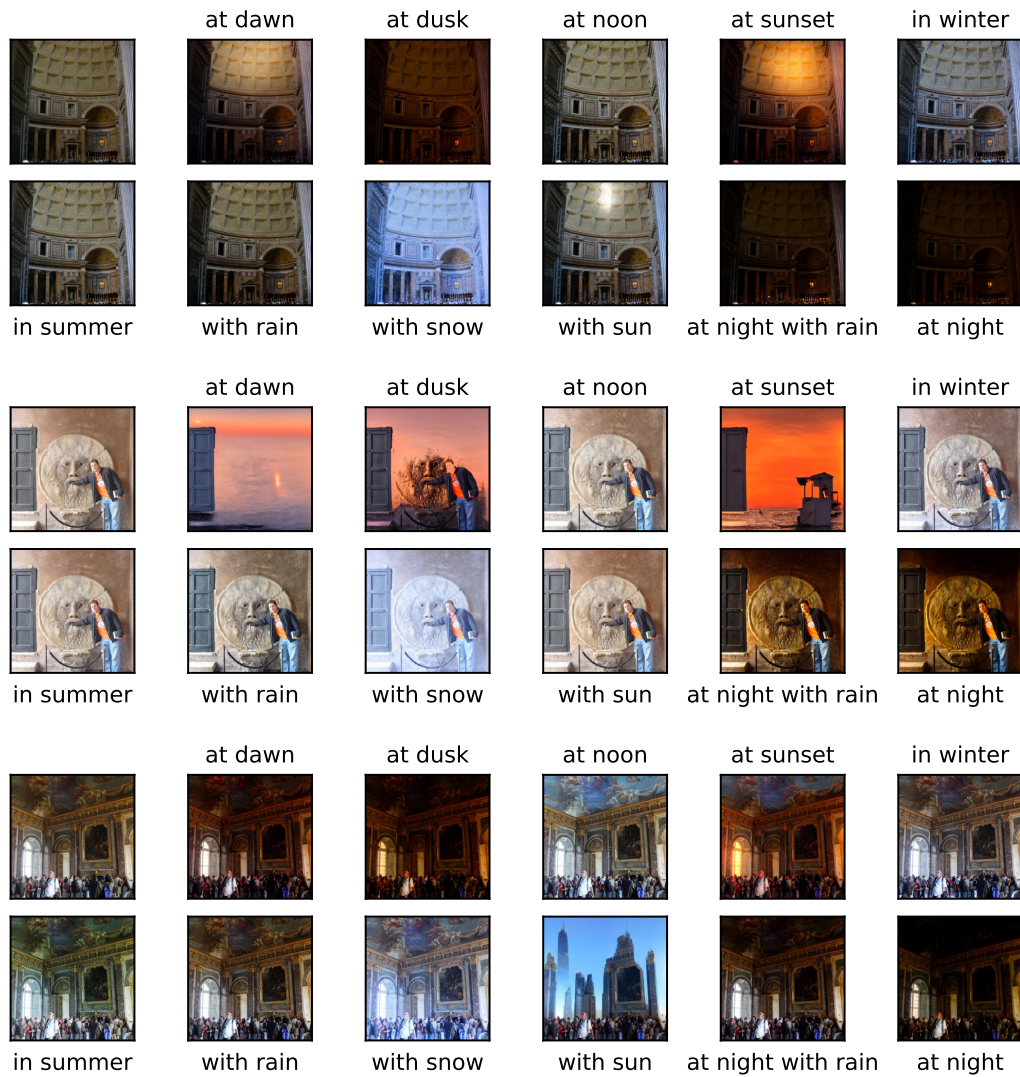 at dawn at dusk at noon at sunset in winter
in summer with rain with snow with sun at night with rain at night
at dawn at dusk at noon at sunset in winter
in summer with rain with snow with sun at night with rain at night
at dawn at dusk at noon at sunset in winter
in summer with rain with snow with sun at night with rain at night